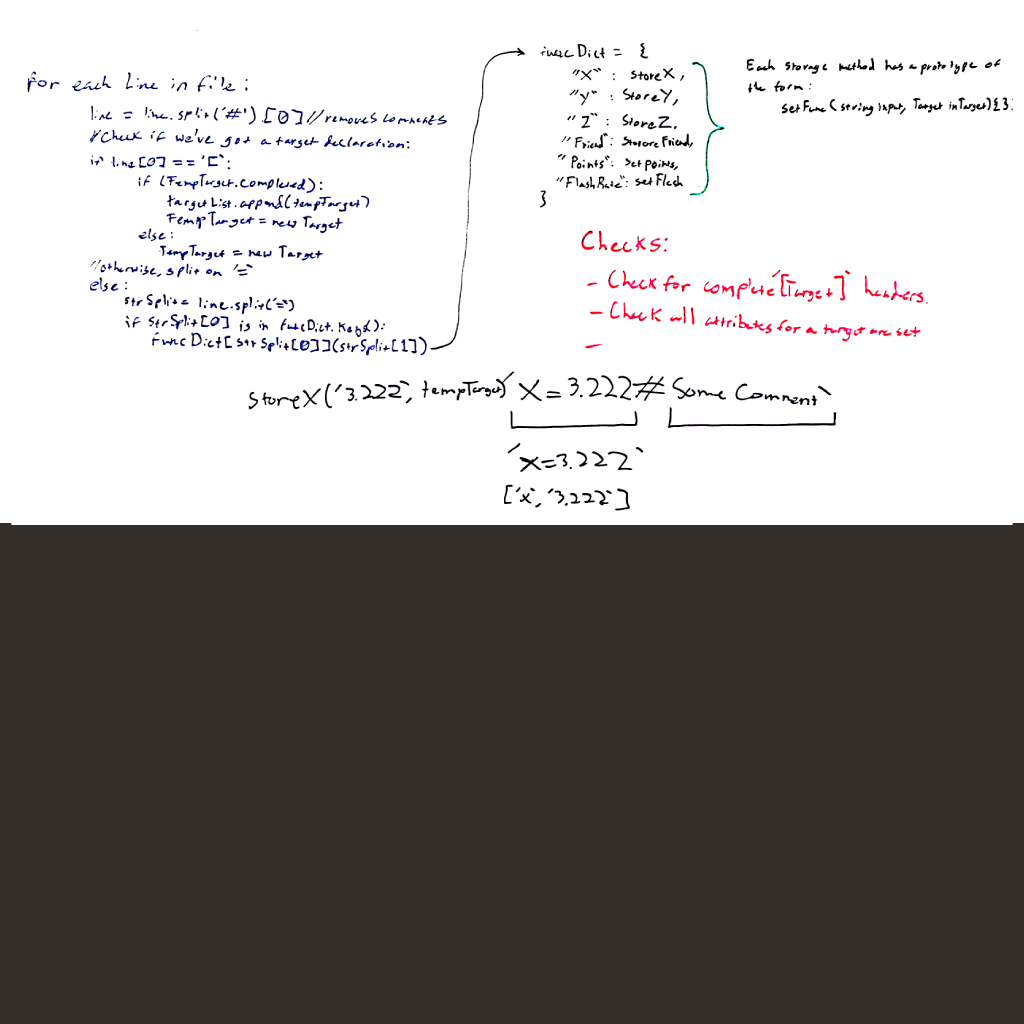 for each Line in file:
line = line.split('#')[0] //removes comments
//Check if we've got a target declaration:
if line[0] == '[':
if (TempTarget.Completed):
targetList.append(tempTarget)
TempTarget = new Target
else:
TempTarget = new Target
//otherwise, split on '='
else:
strSplit = line.split('=')
if strSplit[0] is in funcDict.Keys():
funcDict[strSplit[0]](strSplit[1])
funcDict = {
"X" : StoreX,
"Y" : StoreY,
"Z" : StoreZ,
"Friend": Store Friend,
"Points": Set points,
"FlashRate": setFlash
}
Each storage method has a prototype of
the form:
setFunc(string input, Target inTarget){}
Checks:
- Check for complete '[Target]' headers.
- Check all attributes for a target are set
-
StoreX('3.222', tempTarget) 'X=3.222# Some Comment'
'X=3.222'
['x', '3.222']